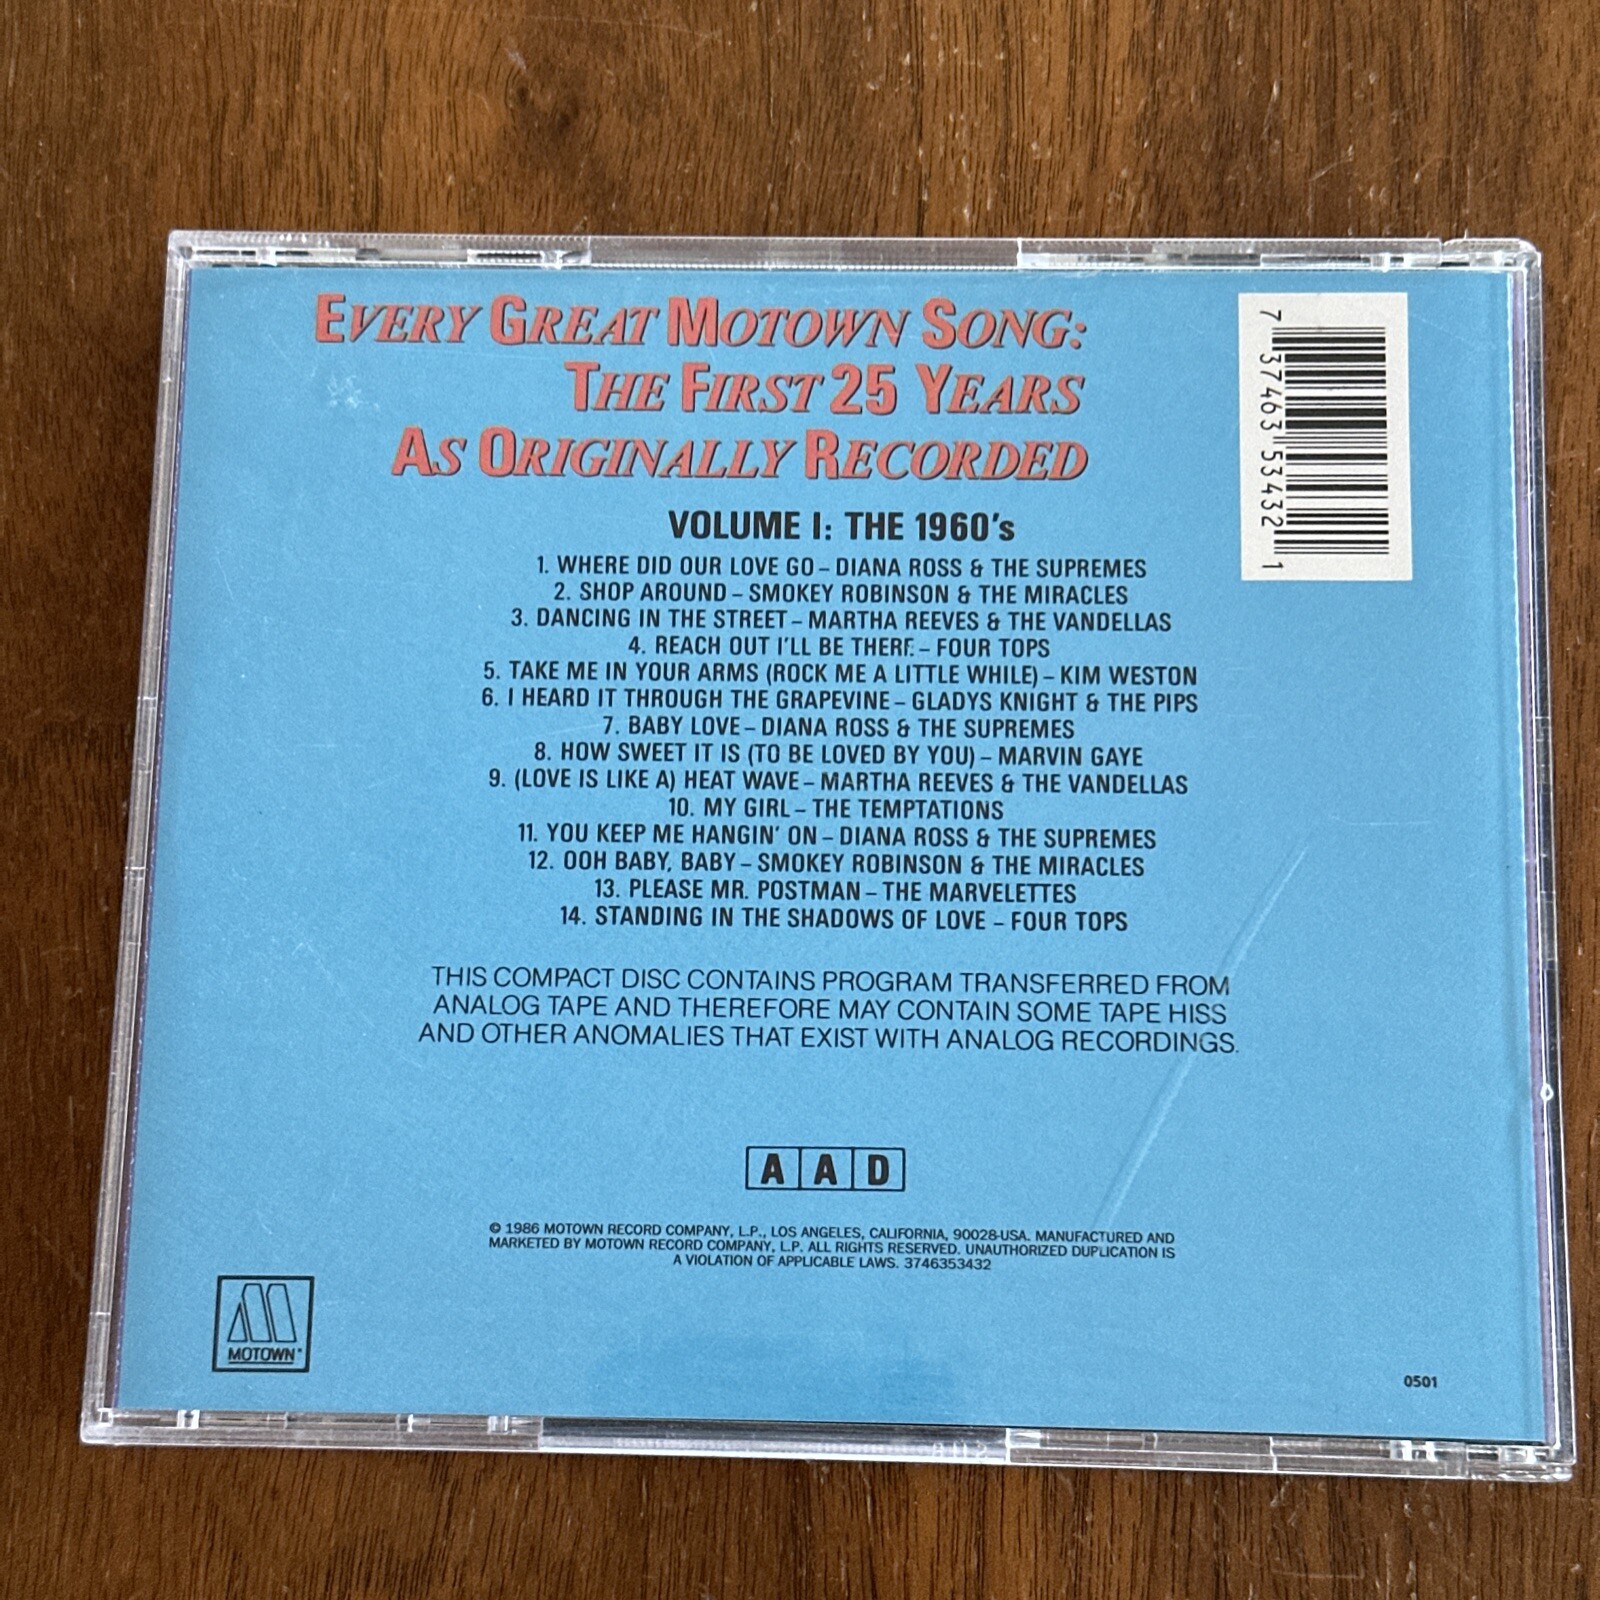 EVERY GREAT MOTOWN SONG:
THE FIRST 25 YEARS
AS ORIGINALLY RECORDED
VOLUME I: THE 1960's
1. WHERE DID OUR LOVE GO – DIANA ROSS & THE SUPREMES
2. SHOP AROUND – SMOKEY ROBINSON & THE MIRACLES
3. DANCING IN THE STREET – MARTHA REEVES & THE VANDELLAS
4. REACH OUT I'LL BE THERE – FOUR TOPS
5. TAKE ME IN YOUR ARMS (ROCK ME A LITTLE WHILE) – KIM WESTON
6. I HEARD IT THROUGH THE GRAPEVINE – GLADYS KNIGHT & THE PIPS
7. BABY LOVE – DIANA ROSS & THE SUPREMES
8. HOW SWEET IT IS (TO BE LOVED BY YOU) – MARVIN GAYE
9. (LOVE IS LIKE A) HEAT WAVE – MARTHA REEVES & THE VANDELLAS
10. MY GIRL – THE TEMPTATIONS
11. YOU KEEP ME HANGIN' ON – DIANA ROSS & THE SUPREMES
12. OOH BABY, BABY – SMOKEY ROBINSON & THE MIRACLES
13. PLEASE MR. POSTMAN – THE MARVELETTES
14. STANDING IN THE SHADOWS OF LOVE – FOUR TOPS
THIS COMPACT DISC CONTAINS PROGRAM TRANSFERRED FROM
ANALOG TAPE AND THEREFORE MAY CONTAIN SOME TAPE HISS
AND OTHER ANOMALIES THAT EXIST WITH ANALOG RECORDINGS.
A A D
© 1986 MOTOWN RECORD COMPANY, L.P., LOS ANGELES, CALIFORNIA, 90028-USA. MANUFACTURED AND
MARKETED BY MOTOWN RECORD COMPANY, L.P. ALL RIGHTS RESERVED. UNAUTHORIZED DUPLICATION IS
A VIOLATION OF APPLICABLE LAWS. 3746353432
MOTOWN
0501
7 37463 53432 1